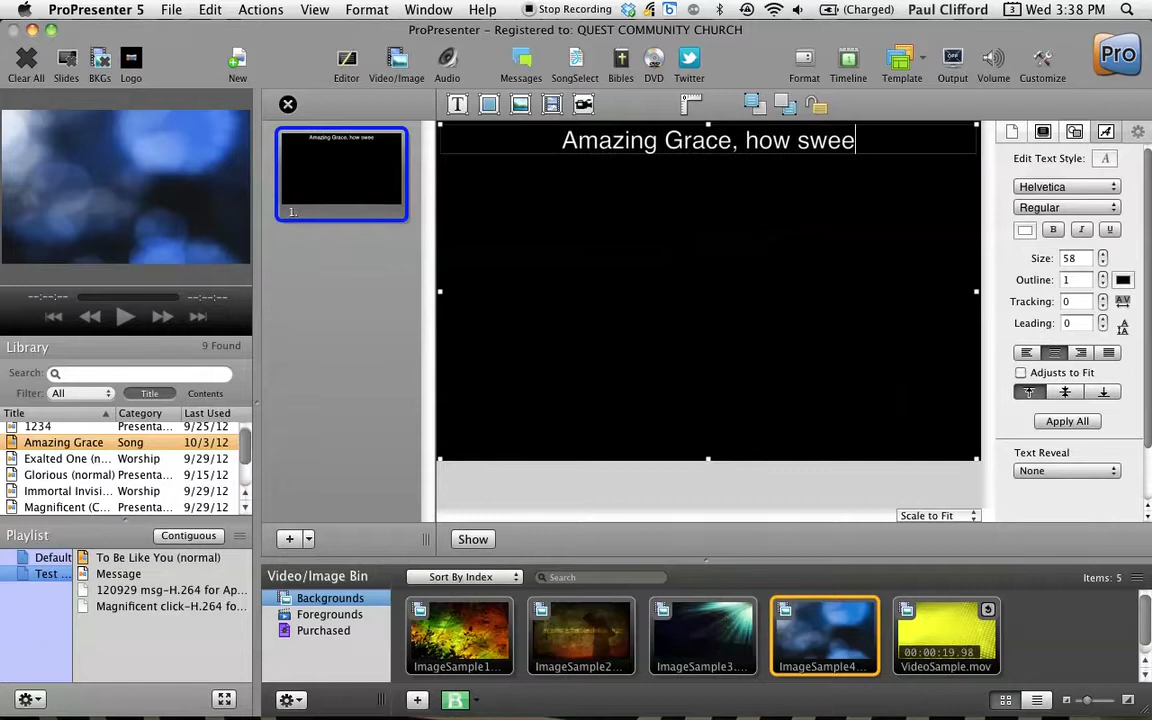 ProPresenter 5 File Edit Actions View Format Window Help Stop Recording (Charged) Paul Clifford 3 Wed 3:38 PM
ProPresenter – Registered to: QUEST COMMUNITY CHURCH
Clear All Slides BKGs Logo New Editor Video/Image Audio Messages SongSelect Bibles DVD Twitter Format Timeline Template Output Volume Customize Pro
Amazing Grace, how swee
Amazing Grace, how swee
1.
Edit Text Style: A
Helvetica
Regular
B I U
Size: 58
Outline: 1
Tracking: 0
Leading: 0
Adjusts to Fit
Apply All
Text Reveal
None
--:--:-- --:--:--
Library 9 Found
Search:
Filter: All Title Contents
Title Category Last Used
1234 Presenta... 9/25/12
Amazing Grace Song 10/3/12
Exalted One (n... Worship 9/29/12
Glorious (normal) Presenta... 9/15/12
Immortal Invisi... Worship 9/29/12
Magnificent (C... Presenta... 9/29/12
Scale to Fit
Playlist Contiguous
Show
Default
Test ...
To Be Like You (normal)
Message
120929 msg-H.264 for Ap...
Magnificent click-H.264 fo...
Video/Image Bin Sort By Index Search Items: 5
Backgrounds
Foregrounds
Purchased
ImageSample1... ImageSample2... ImageSample3.... ImageSample4... 00:00:19.98
VideoSample.mov